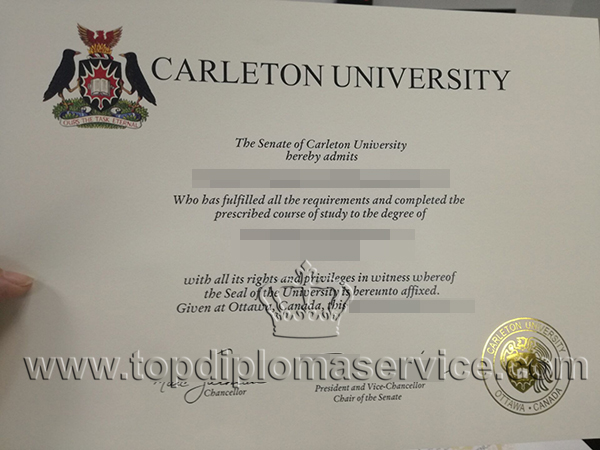 CARLETON UNIVERSITY
OURS THE TASK ETERNAL
The Senate of Carleton University
hereby admits
Who has fulfilled all the requirements and completed the
prescribed course of study to the degree of
with all its rights and privileges in witness whereof
the Seal of the University is hereunto affixed.
Given at Ottawa, Canada, this
www.topdiplomaservice.com
Chancellor
President and Vice-Chancellor
Chair of the Senate
CARLETON UNIVERSITY
OTTAWA • CANADA